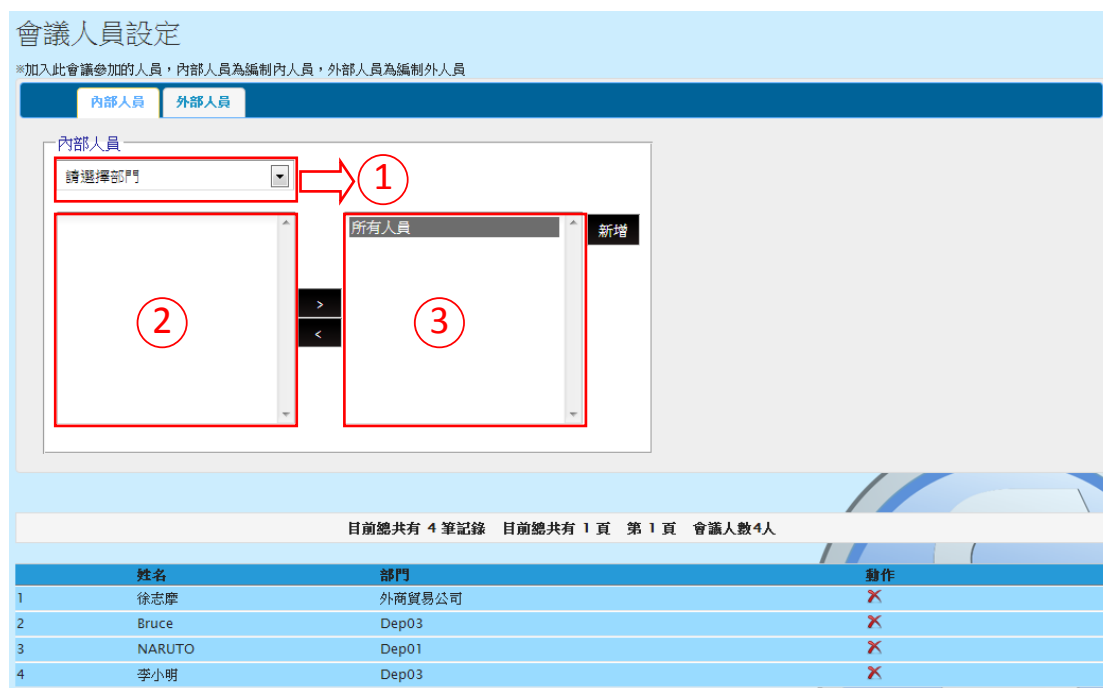 會議人員設定
※加入此會議參加的人員，內部人員為編制內人員，外部人員為編制外人員
內部人員 外部人員
內部人員
請選擇部門
1
所有人員
新增
>
2
3
<
目前總共有 4 筆記錄 目前總共有 1 頁 第 1 頁 會議人數4人
姓名 部門 動作
1 徐志摩 外商貿易公司
2 Bruce Dep03
3 NARUTO Dep01
4 李小明 Dep03